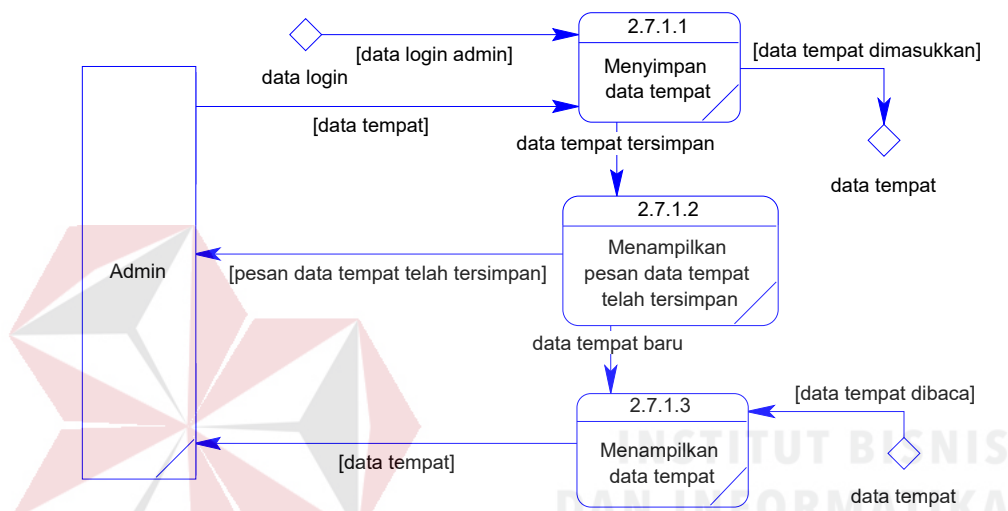 2.7.1.1
[data login admin]
[data tempat dimasukkan]
data login
Menyimpan
data tempat
[data tempat]
data tempat tersimpan
data tempat
2.7.1.2
Admin
[pesan data tempat telah tersimpan]
Menampilkan
pesan data tempat
telah tersimpan
data tempat baru
2.7.1.3
[data tempat dibaca]
[data tempat]
Menampilkan
data tempat
data tempat
INSTITUT BISNIS
DAN INFORMATIKA